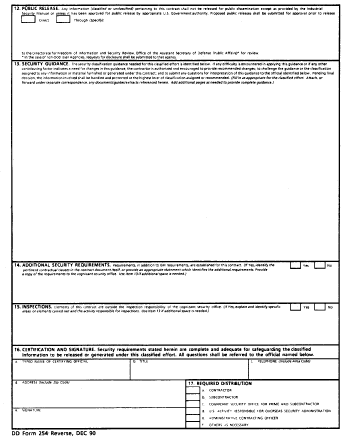 12. PUBLIC RELEASE. Any information (classified or unclassified) pertaining to this contract shall not be released for public dissemination except as provided by the Industrial
Security Manual or unless it has been approved for public release by appropriate U.S. Government authority. Proposed public releases shall be submitted for approval prior to release
Direct Through (Specify):
to the Directorate for Freedom of Information and Security Review, Office of the Assistant Secretary of Defense (Public Affairs)* for review.
*In the case of non-DoD User Agencies, requests for disclosure shall be submitted to that agency.
13. SECURITY GUIDANCE. The security classification guidance needed for this classified effort is identified below. If any difficulty is encountered in applying this guidance or if any other
contributing factor indicates a need for changes in this guidance, the contractor is authorized and encouraged to provide recommended changes; to challenge the guidance or the classification
assigned to any information or material furnished or generated under this contract; and to submit any questions for interpretation of this guidance to the official identified below. Pending final
decision, the information involved shall be handled and protected at the highest level of classification assigned or recommended. (Fill in as appropriate for the classified effort. Attach, or
forward under separate correspondence, any documents/guides/extracts referenced herein. Add additional pages as needed to provide complete guidance.)
14. ADDITIONAL SECURITY REQUIREMENTS. Requirements, in addition to ISM requirements, are established for this contract. (If Yes, identify the
pertinent contractual clauses in the contract document itself, or provide an appropriate statement which identifies the additional requirements. Provide
a copy of the requirements to the cognizant security office. Use Item 13 if additional space is needed.)
Yes No
15. INSPECTIONS. Elements of this contract are outside the inspection responsibility of the cognizant security office. (If Yes, explain and identify specific
areas or elements carved out and the activity responsible for inspections. Use Item 13 if additional space is needed.)
Yes No
16. CERTIFICATION AND SIGNATURE. Security requirements stated herein are complete and adequate for safeguarding the classified
information to be released or generated under this classified effort. All questions shall be referred to the official named below.
a. TYPED NAME OF CERTIFYING OFFICIAL
b. TITLE
c. TELEPHONE (Include Area Code)
d. ADDRESS (Include Zip Code)
17. REQUIRED DISTRIBUTION
a. CONTRACTOR
b. SUBCONTRACTOR
c. COGNIZANT SECURITY OFFICE FOR PRIME AND SUBCONTRACTOR
d. U.S. ACTIVITY RESPONSIBLE FOR OVERSEAS SECURITY ADMINISTRATION
e. ADMINISTRATIVE CONTRACTING OFFICER
f. OTHERS AS NECESSARY
e. SIGNATURE
DD Form 254 Reverse, DEC 90